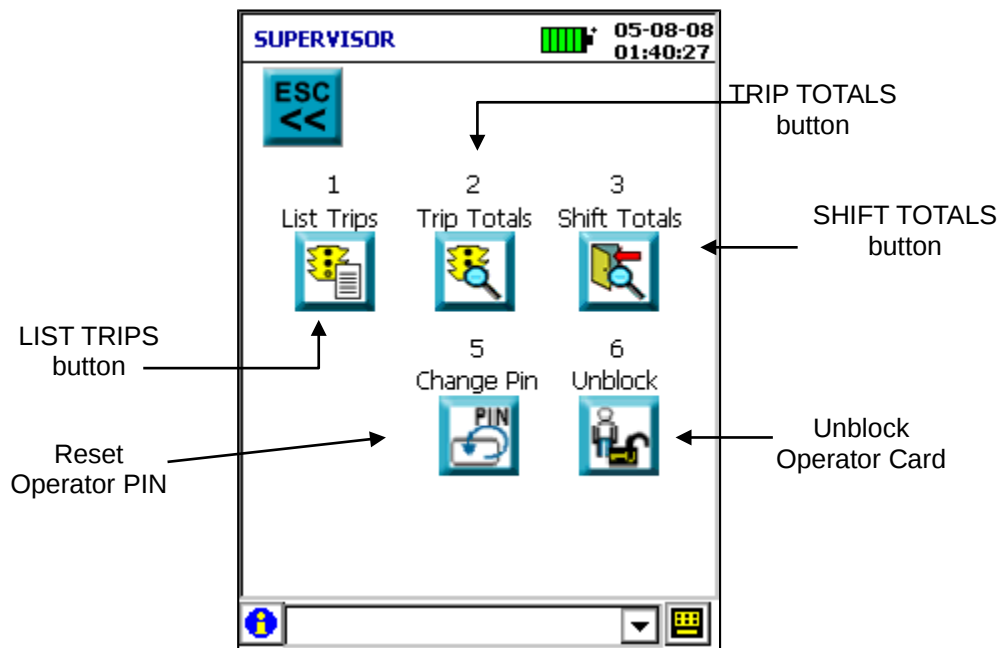 SUPERVISOR
05-08-08
01:40:27
ESC
<<
TRIP TOTALS
button
1
List Trips
2
Trip Totals
3
Shift Totals
SHIFT TOTALS
button
LIST TRIPS
button
5
Change Pin
6
Unblock
PIN
Reset
Operator PIN
Unblock
Operator Card